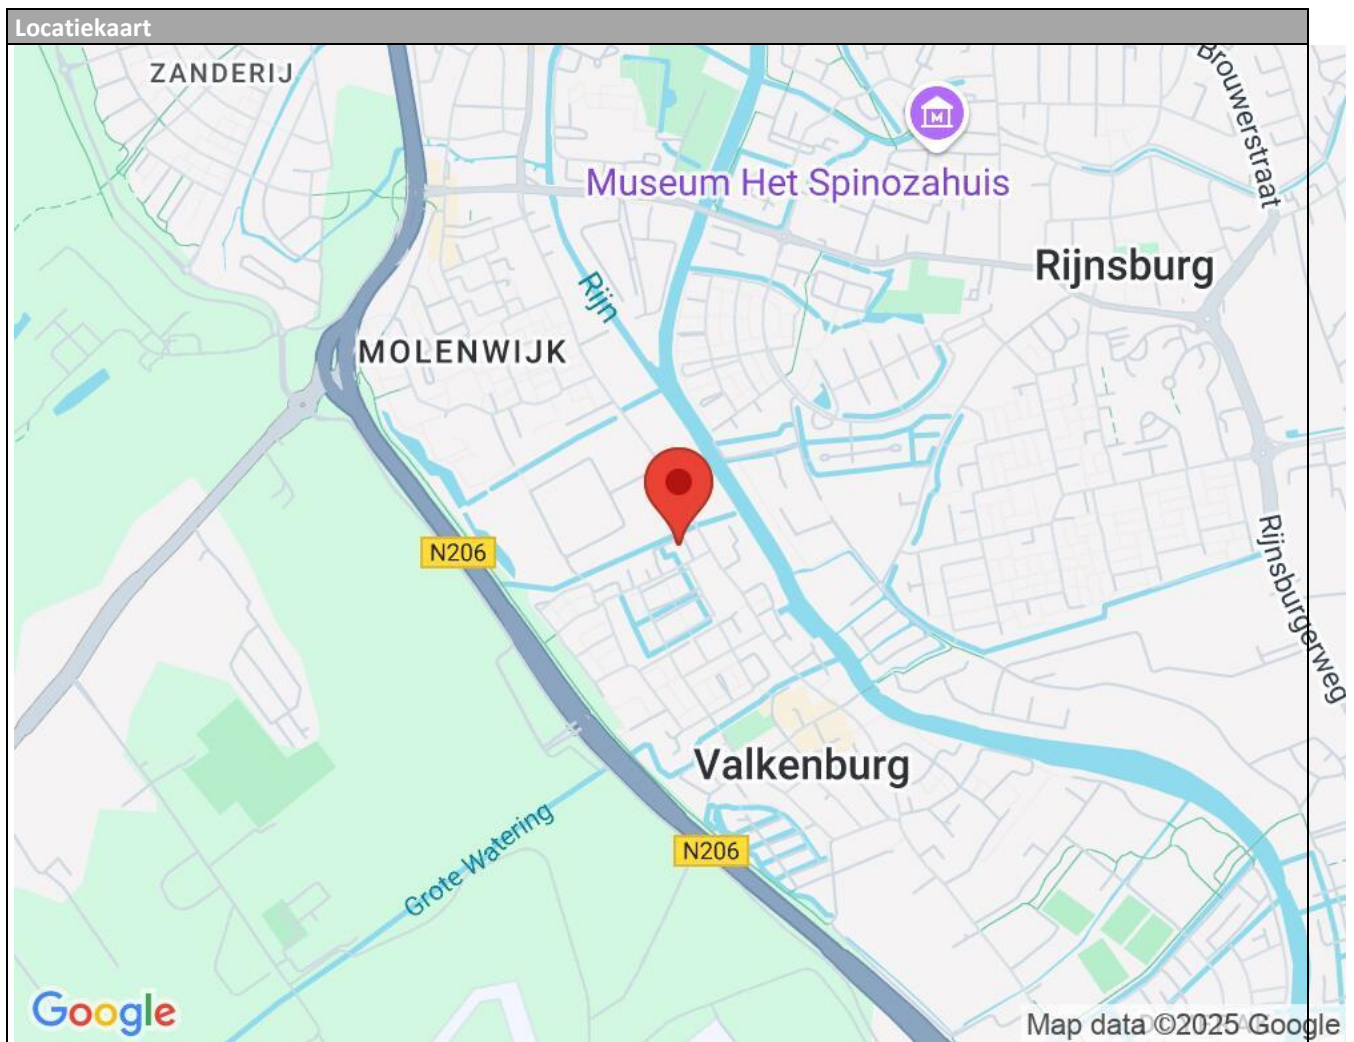 Locatiekaart
ZANDERIJ
Brouwerstraat
Museum Het Spinozahuis
Rijnsburg
Rijn
MOLENWIJK
N206
Rijnsburgerweg
Valkenburg
N206
Grote Watering
Google
Map data ©2025 Google